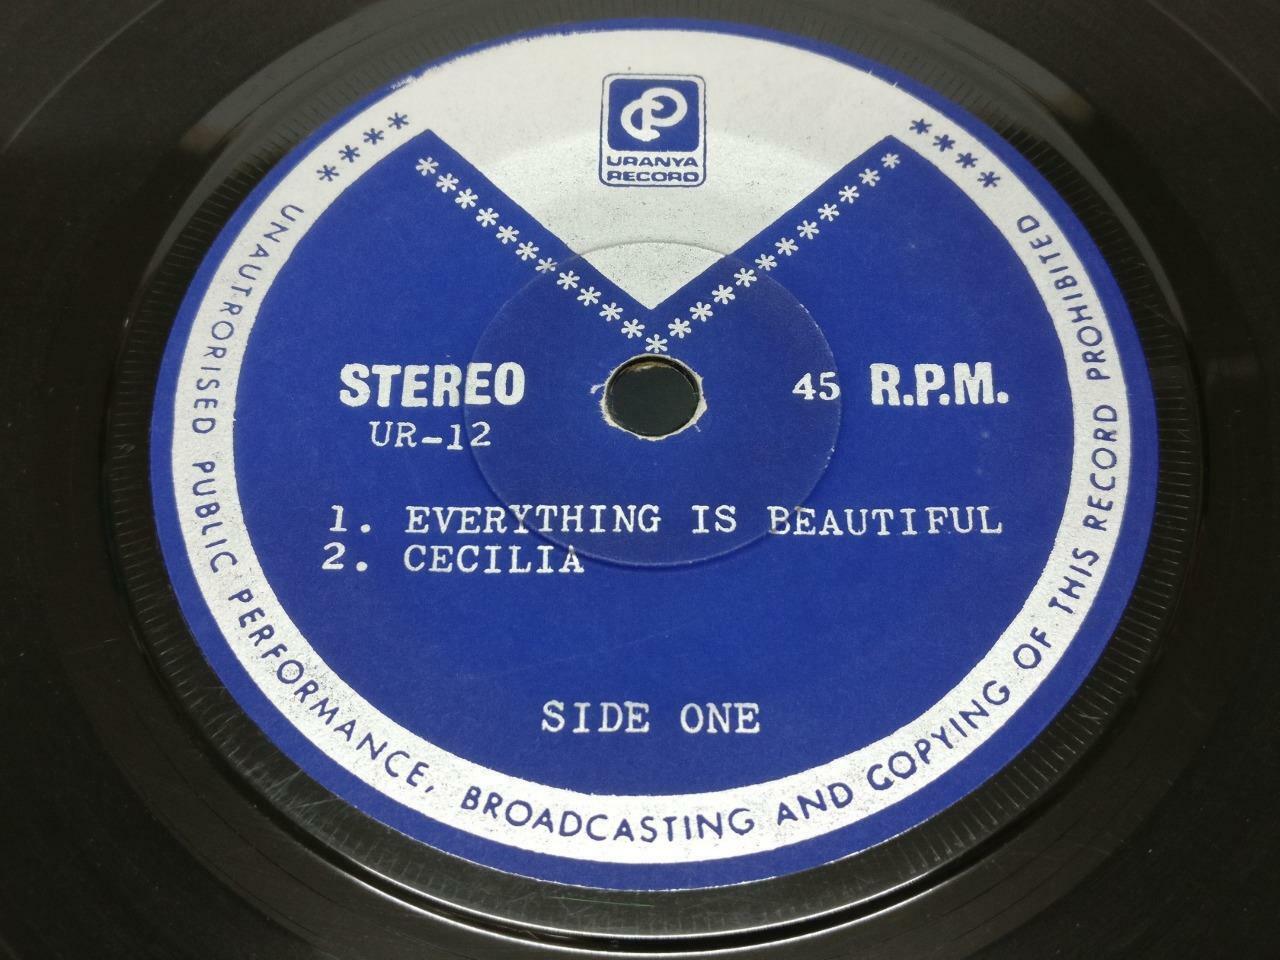 URANYA
RECORD
STEREO
45 R.P.M.
UR-12
1. EVERYTHING IS BEAUTIFUL
2. CECILIA
SIDE ONE
**** UNAUTRORISED PUBLIC PERFORMANCE, BROADCASTING AND COPYING OF THIS RECORD PROHIBITED ****